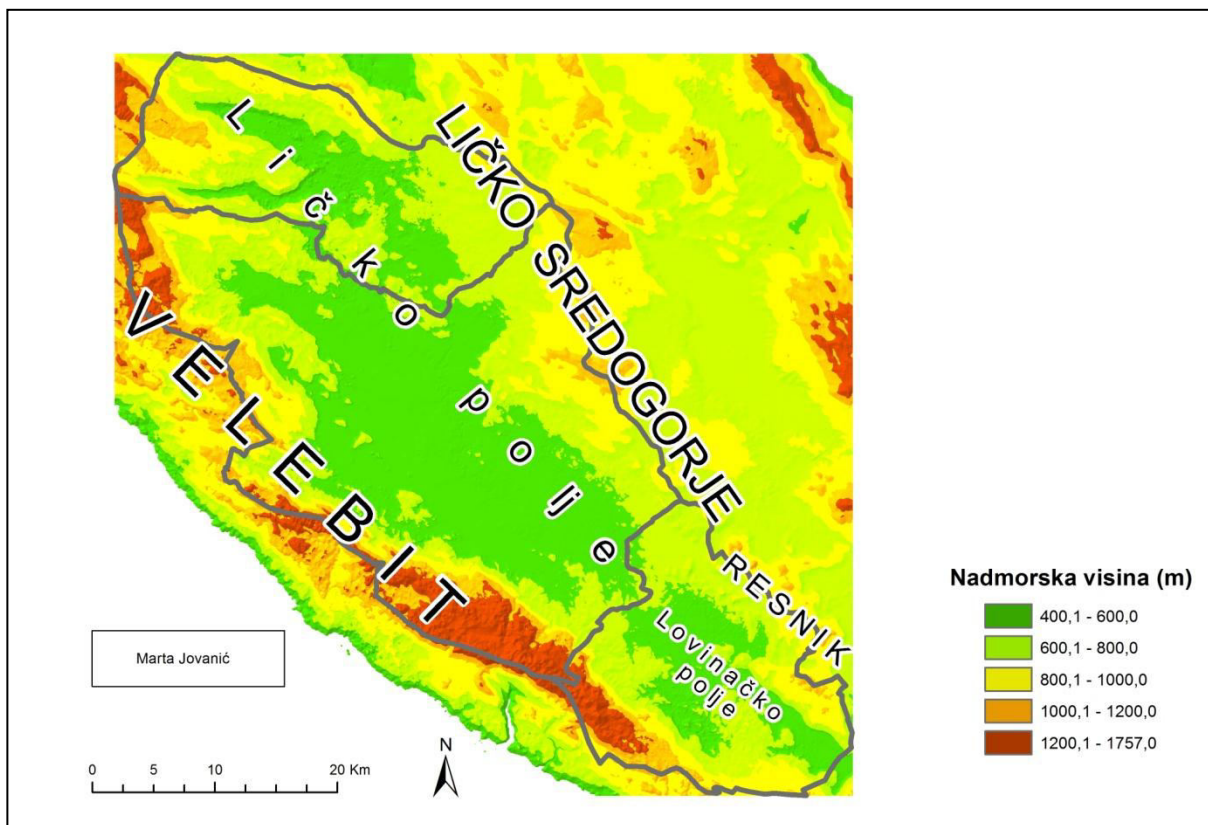 Ličko polje
LIČKO SREDOGORJE
VELEBIT
RESNIK
Lovinačko
polje
Nadmorska visina (m)
400,1 - 600,0
600,1 - 800,0
800,1 - 1000,0
1000,1 - 1200,0
1200,1 - 1757,0
Marta Jovanić
N
0 5 10 20 Km